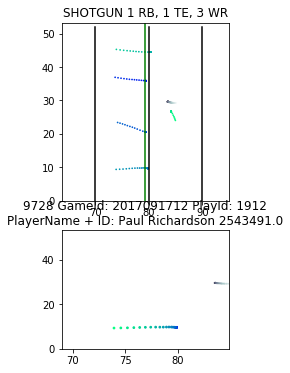 SHOTGUN 1 RB, 1 TE, 3 WR
50
40
30
20
10
0
70 80 90
9728 GameId: 2017091712 PlayId: 1912
PlayerName + ID: Paul Richardson 2543491.0
40
20
0
70 75 80